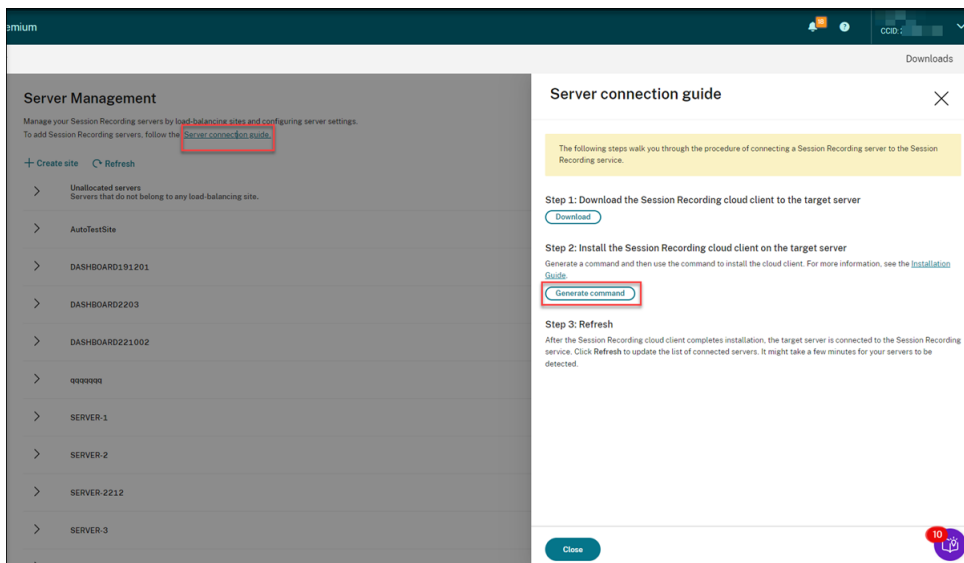 emium
CCID:
Downloads
Server Management
Manage your Session Recording servers by load-balancing sites and configuring server settings.
To add Session Recording servers, follow the Server connection guide.
+ Create site Refresh
Unallocated servers
Servers that do not belong to any load-balancing site.
AutoTestSite
DASHBOARD191201
DASHBOARD2203
DASHBOARD221002
qqqqqqq
SERVER-1
SERVER-2
SERVER-2212
SERVER-3
Server connection guide
The following steps walk you through the procedure of connecting a Session Recording server to the Session
Recording service.
Step 1: Download the Session Recording cloud client to the target server
Download
Step 2: Install the Session Recording cloud client on the target server
Generate a command and then use the command to install the cloud client. For more information, see the Installation
Guide.
Generate command
Step 3: Refresh
After the Session Recording cloud client completes installation, the target server is connected to the Session Recording
service. Click Refresh to update the list of connected servers. It might take a few minutes for your servers to be
detected.
Close
10